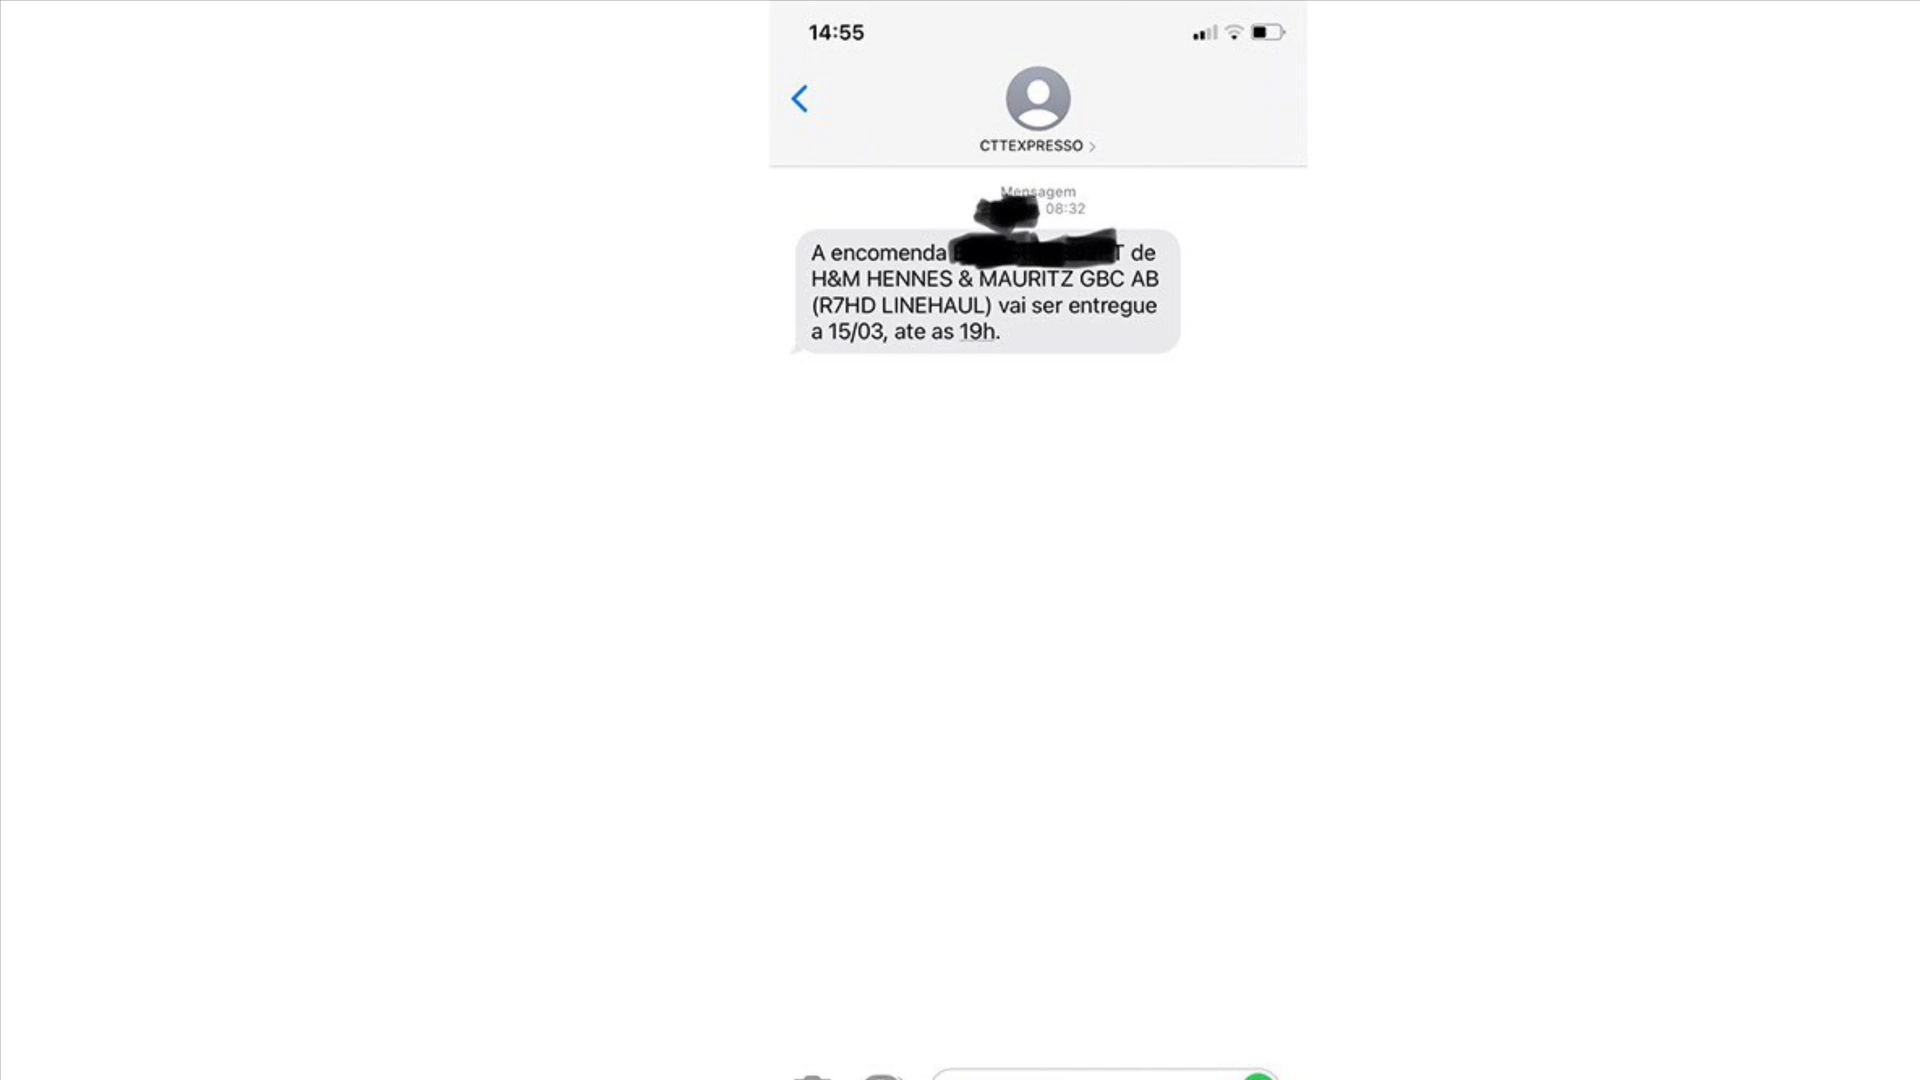 14:55
CTTEXPRESSO
Mensagem
08:32
A encomenda T de
H&M HENNES & MAURITZ GBC AB
(R7HD LINEHAUL) vai ser entregue
a 15/03, ate as 19h.